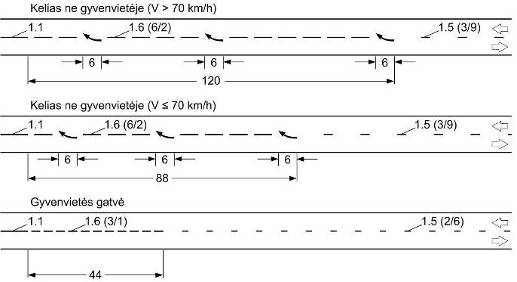 Kelias ne gyvenvietėje (V > 70 km/h)
1.1 1.6 (6/2) 1.5 (3/9)
6 6 6
120
Kelias ne gyvenvietėje (V ≤ 70 km/h)
1.1 1.6 (6/2) 1.5 (3/9)
6 6 6
88
Gyvenvietės gatvė
1.1 1.6 (3/1) 1.5 (2/6)
44